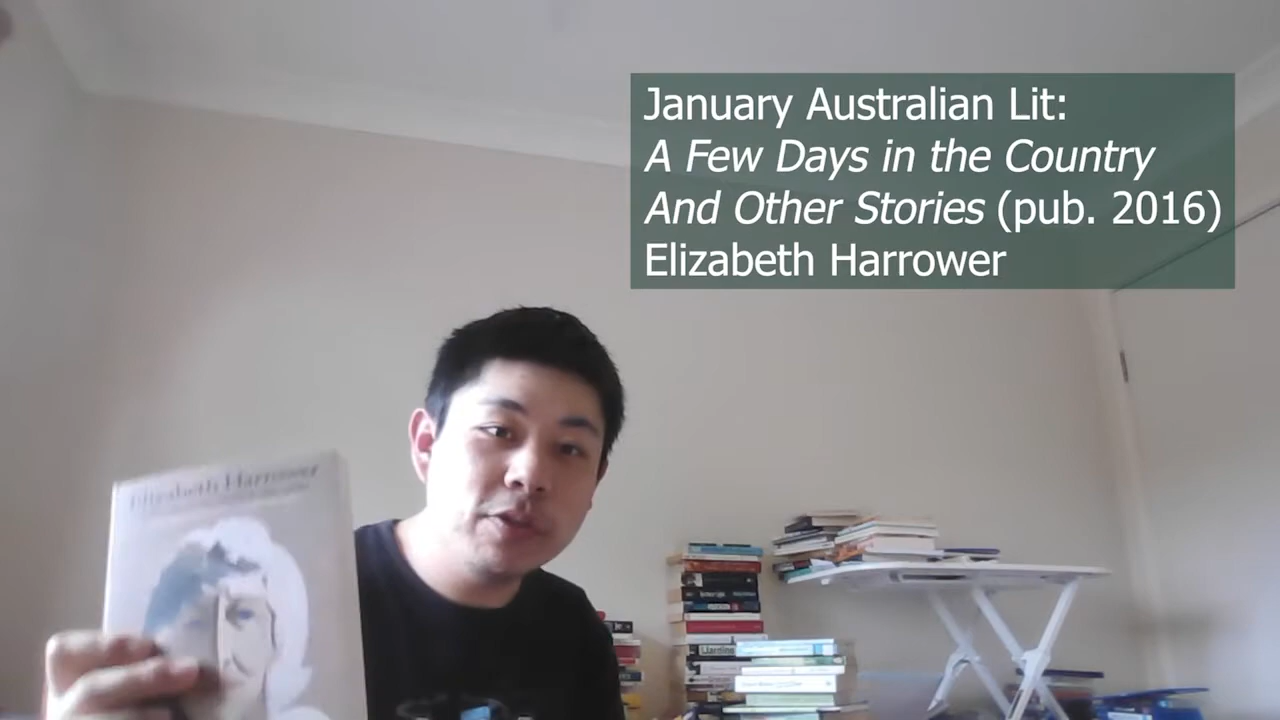 January Australian Lit:
A Few Days in the Country
And Other Stories (pub. 2016)
Elizabeth Harrower
Elizabeth Harrower